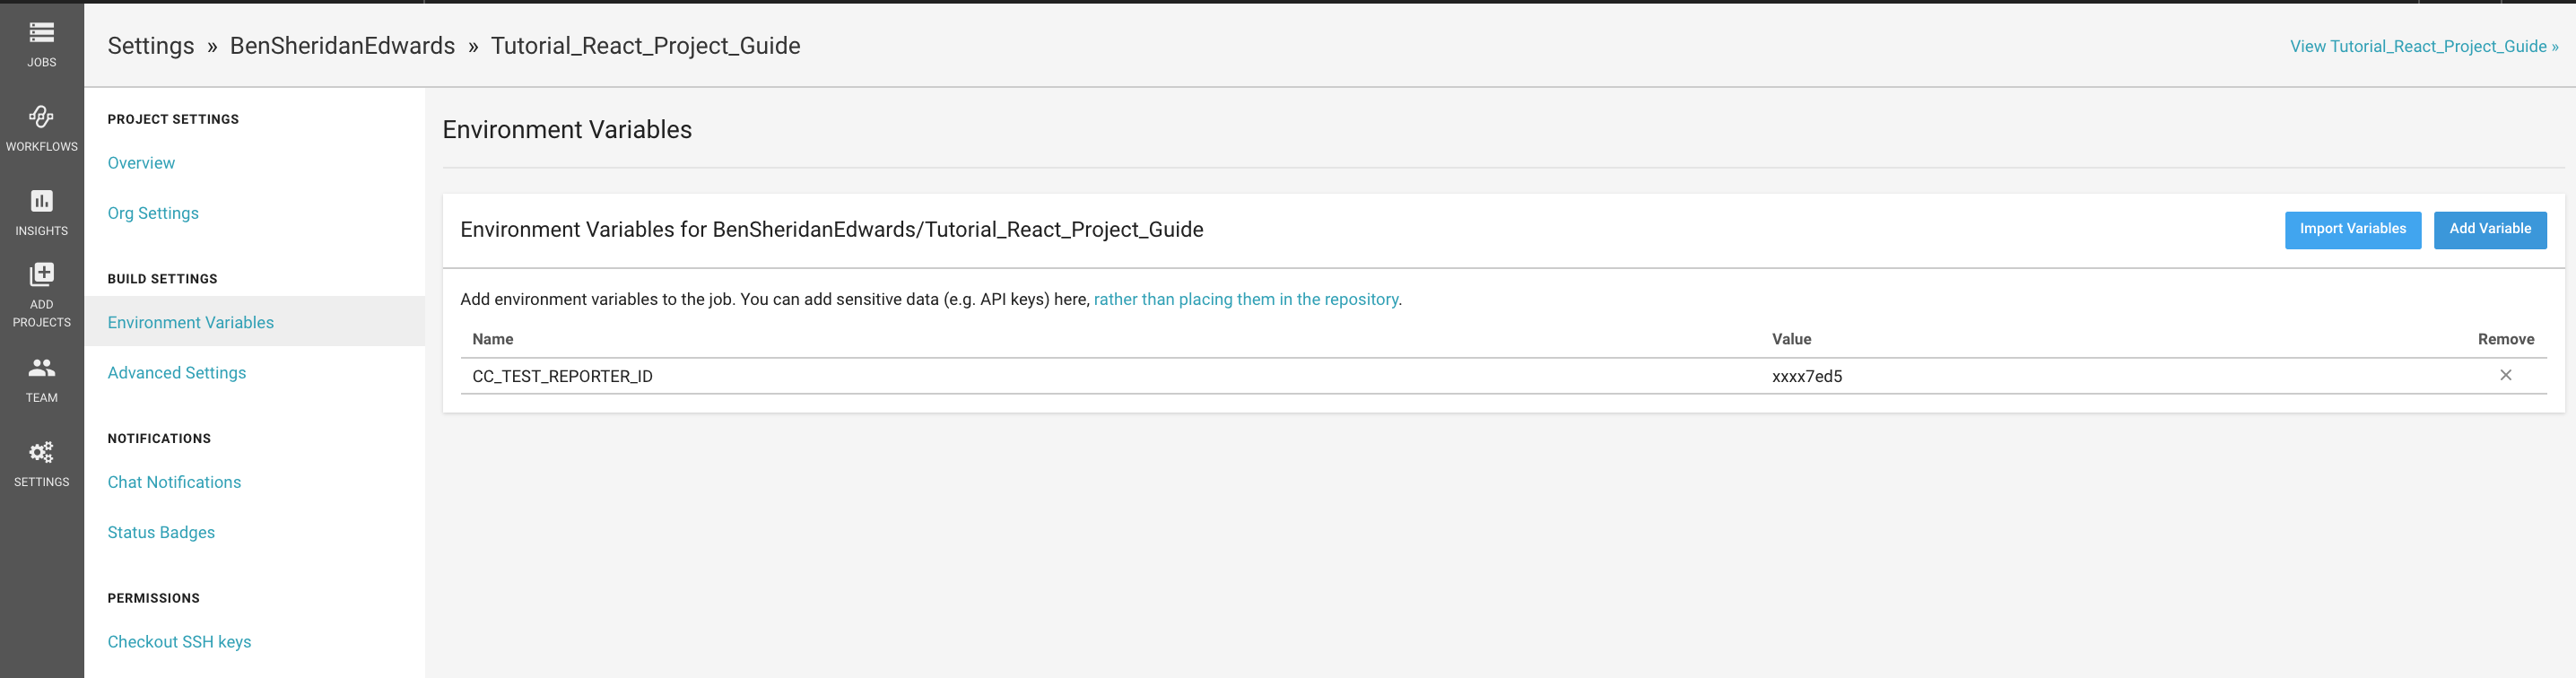 JOBS
WORKFLOWS
INSIGHTS
ADD
PROJECTS
TEAM
SETTINGS
Settings » BenSheridanEdwards » Tutorial_React_Project_Guide
View Tutorial_React_Project_Guide »
PROJECT SETTINGS
Overview
Org Settings
BUILD SETTINGS
Environment Variables
Advanced Settings
NOTIFICATIONS
Chat Notifications
Status Badges
PERMISSIONS
Checkout SSH keys
Environment Variables
Environment Variables for BenSheridanEdwards/Tutorial_React_Project_Guide
Import Variables
Add Variable
Add environment variables to the job. You can add sensitive data (e.g. API keys) here, rather than placing them in the repository.
Name Value Remove
CC_TEST_REPORTER_ID xxxx7ed5